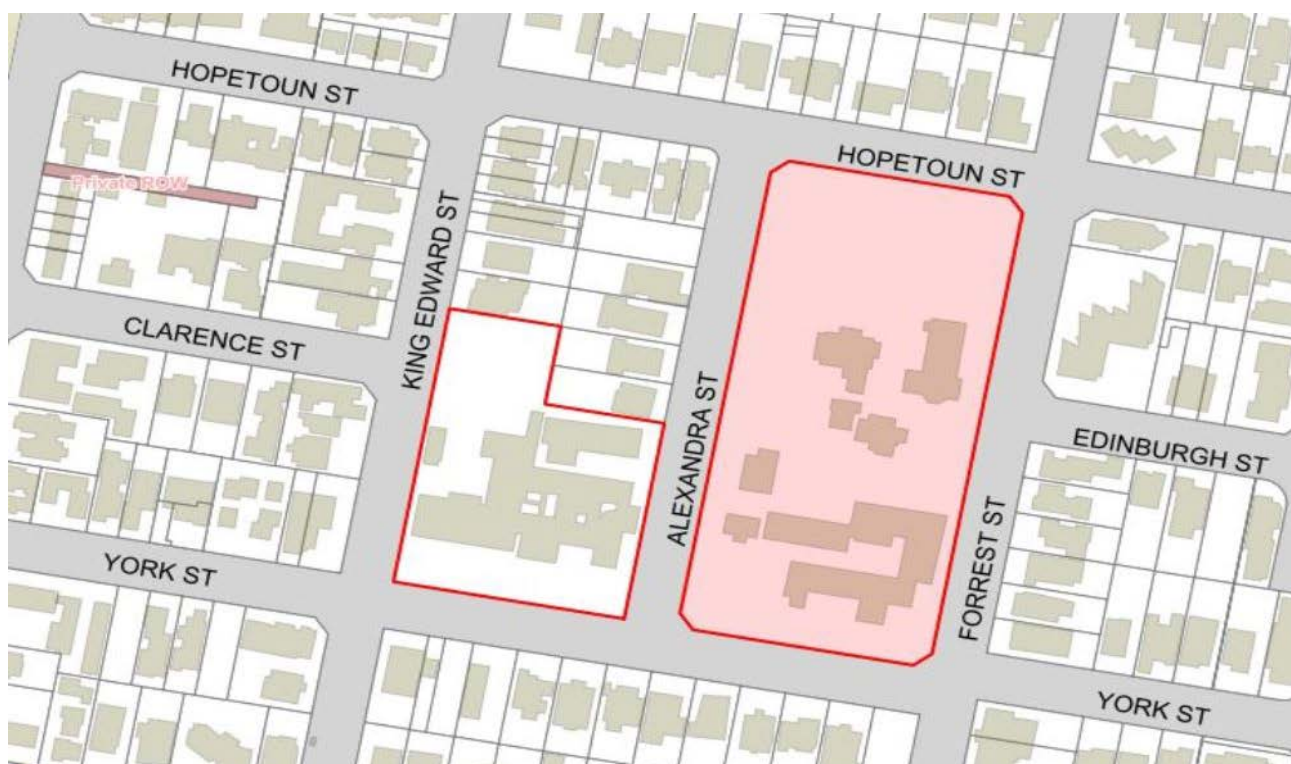 HOPETOUN ST
HOPETOUN ST
Private ROW
KING EDWARD ST
CLARENCE ST
ALEXANDRA ST
EDINBURGH ST
FORREST ST
YORK ST
YORK ST